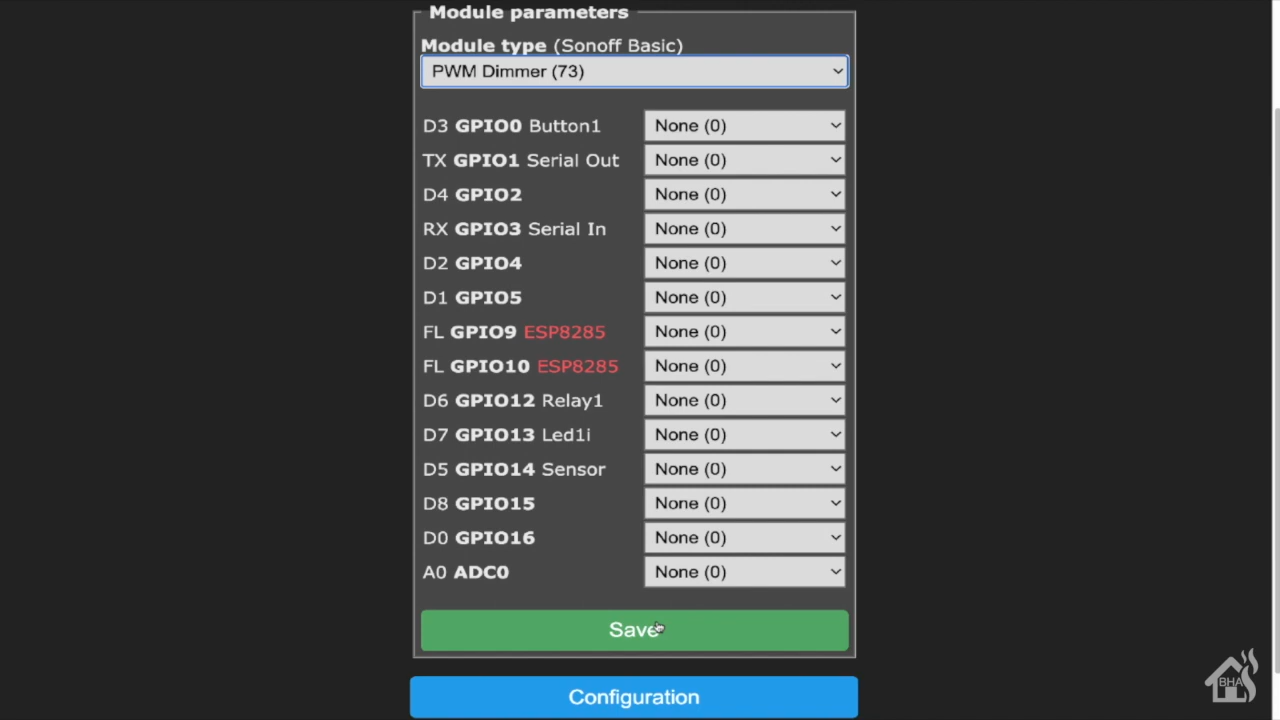 Module parameters
Module type (Sonoff Basic)
PWM Dimmer (73)
D3 GPIO0 Button1 None (0)
TX GPIO1 Serial Out None (0)
D4 GPIO2 None (0)
RX GPIO3 Serial In None (0)
D2 GPIO4 None (0)
D1 GPIO5 None (0)
FL GPIO9 ESP8285 None (0)
FL GPIO10 ESP8285 None (0)
D6 GPIO12 Relay1 None (0)
D7 GPIO13 Led1i None (0)
D5 GPIO14 Sensor None (0)
D8 GPIO15 None (0)
D0 GPIO16 None (0)
A0 ADC0 None (0)
Save
Configuration
BHA